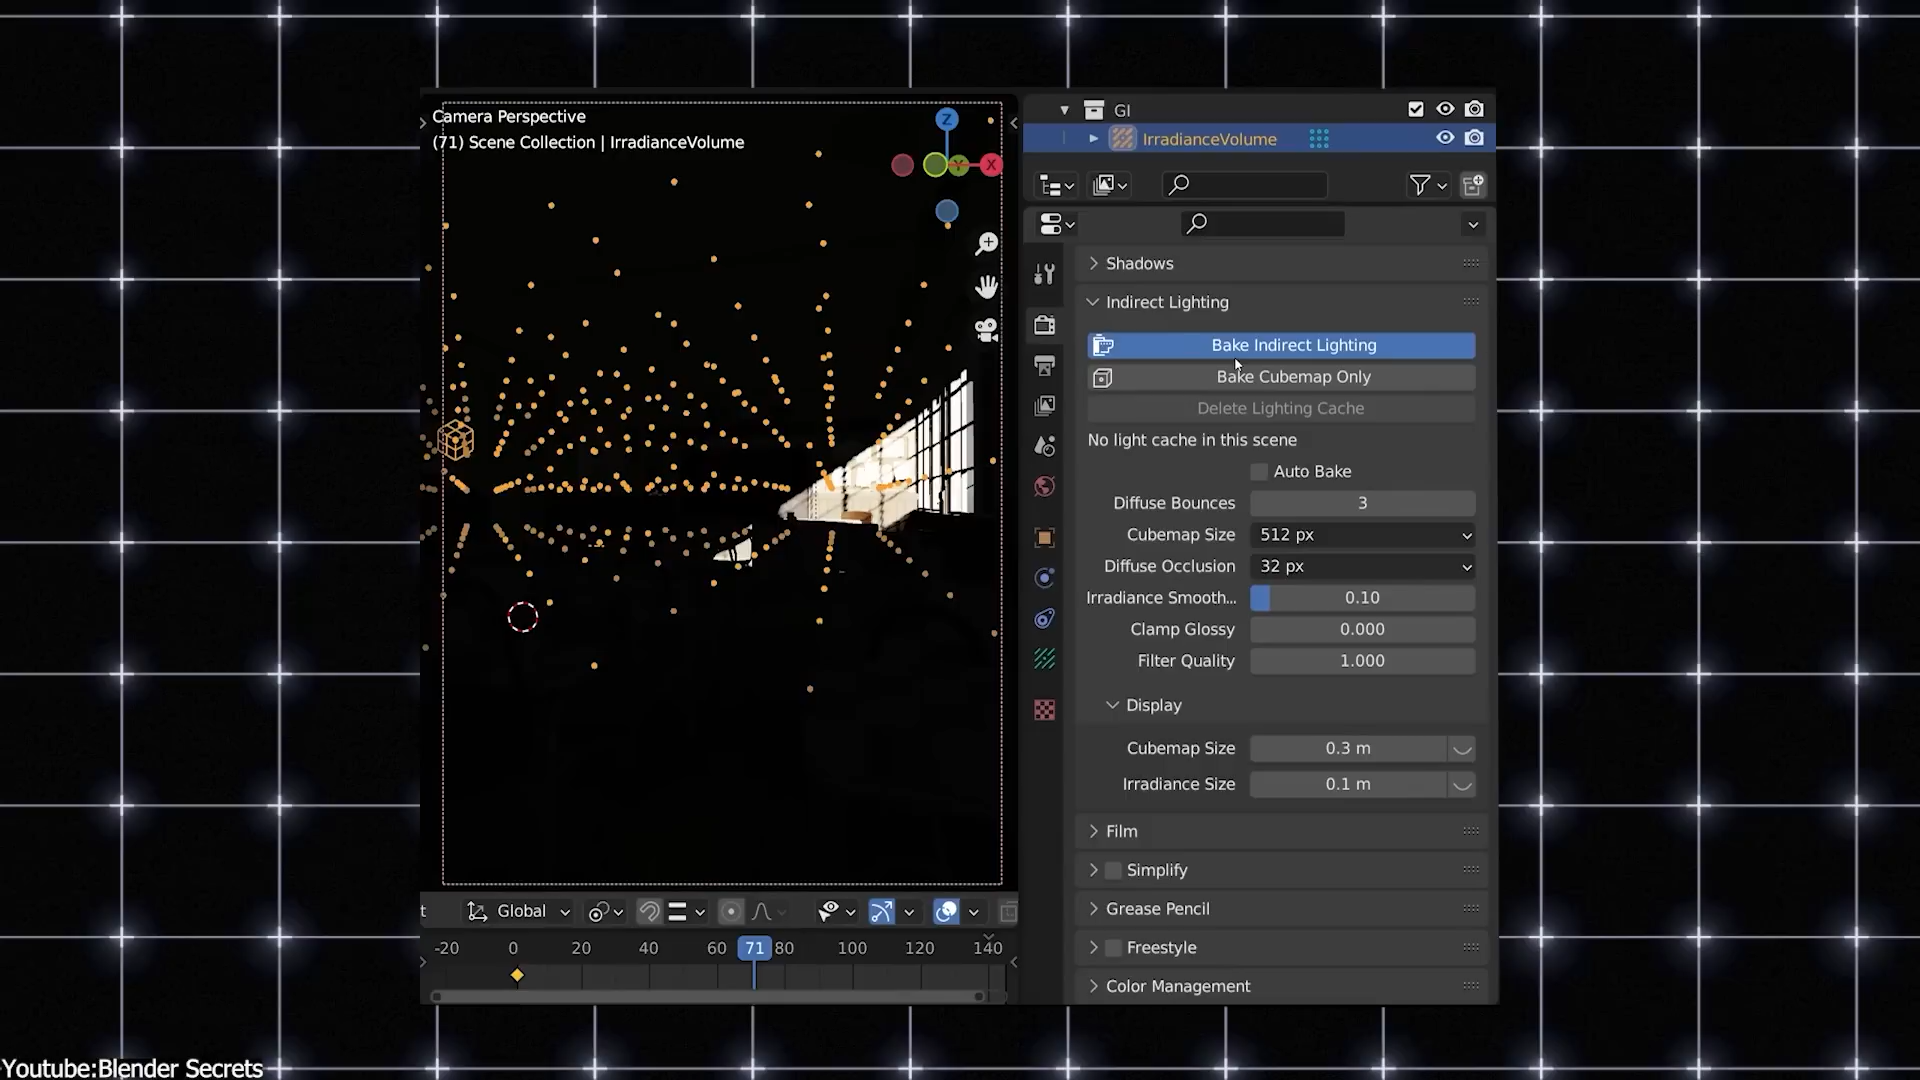 Camera Perspective
(71) Scene Collection | IrradianceVolume
Z
X
GI
IrradianceVolume
Shadows
Indirect Lighting
Bake Indirect Lighting
Bake Cubemap Only
Delete Lighting Cache
No light cache in this scene
Auto Bake
Diffuse Bounces 3
Cubemap Size 512 px
Diffuse Occlusion 32 px
Irradiance Smooth... 0.10
Clamp Glossy 0.000
Filter Quality 1.000
Display
Cubemap Size 0.3 m
Irradiance Size 0.1 m
Film
Simplify
Grease Pencil
Freestyle
Color Management
t Global
-20 0 20 40 60 71 80 100 120 140
Youtube:Blender Secrets